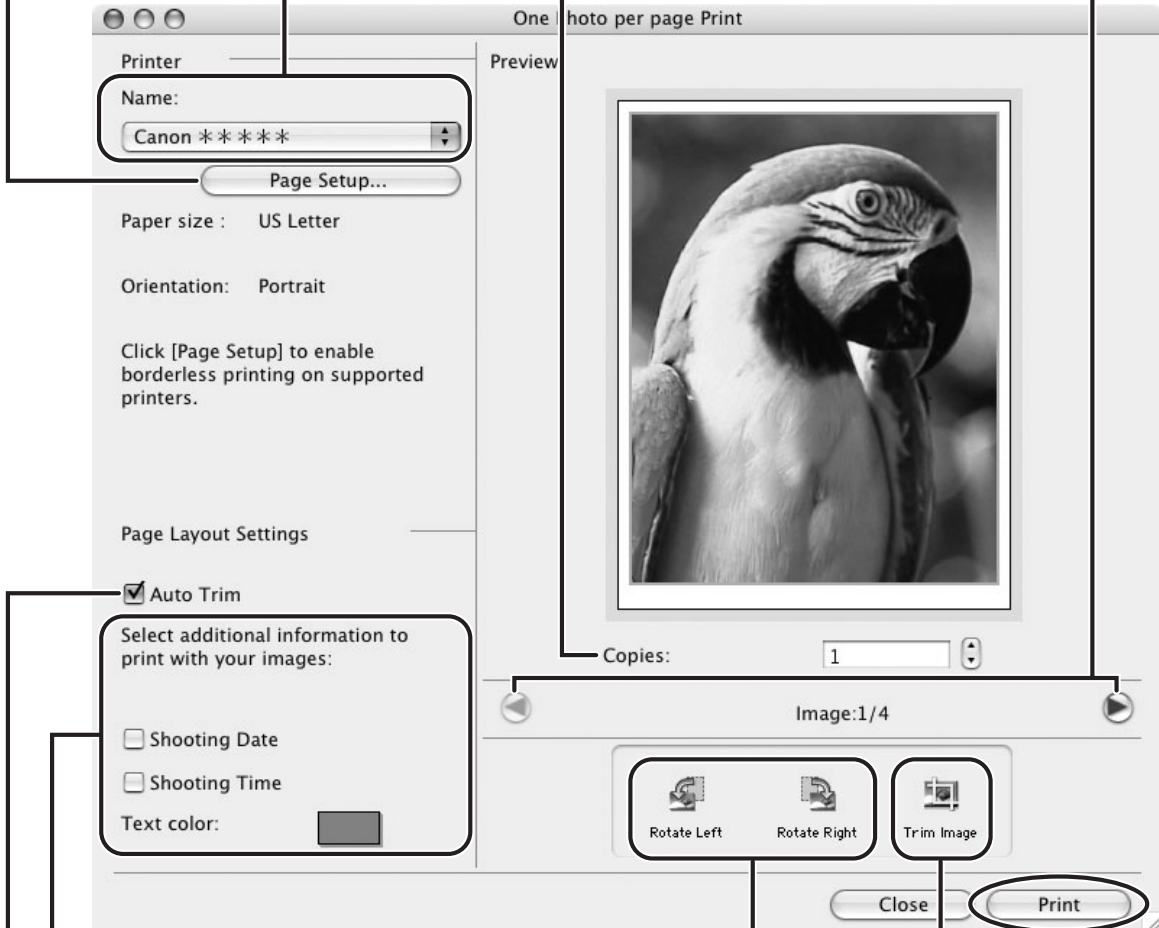 One Photo per page Print
Printer
Name:
Canon *****
Page Setup...
Paper size : US Letter
Orientation: Portrait
Click [Page Setup] to enable
borderless printing on supported
printers.
Page Layout Settings
Auto Trim
Select additional information to
print with your images:
Shooting Date
Shooting Time
Text color:
Preview
Copies: 1
Image:1/4
Rotate Left
Rotate Right
Trim Image
Close
Print